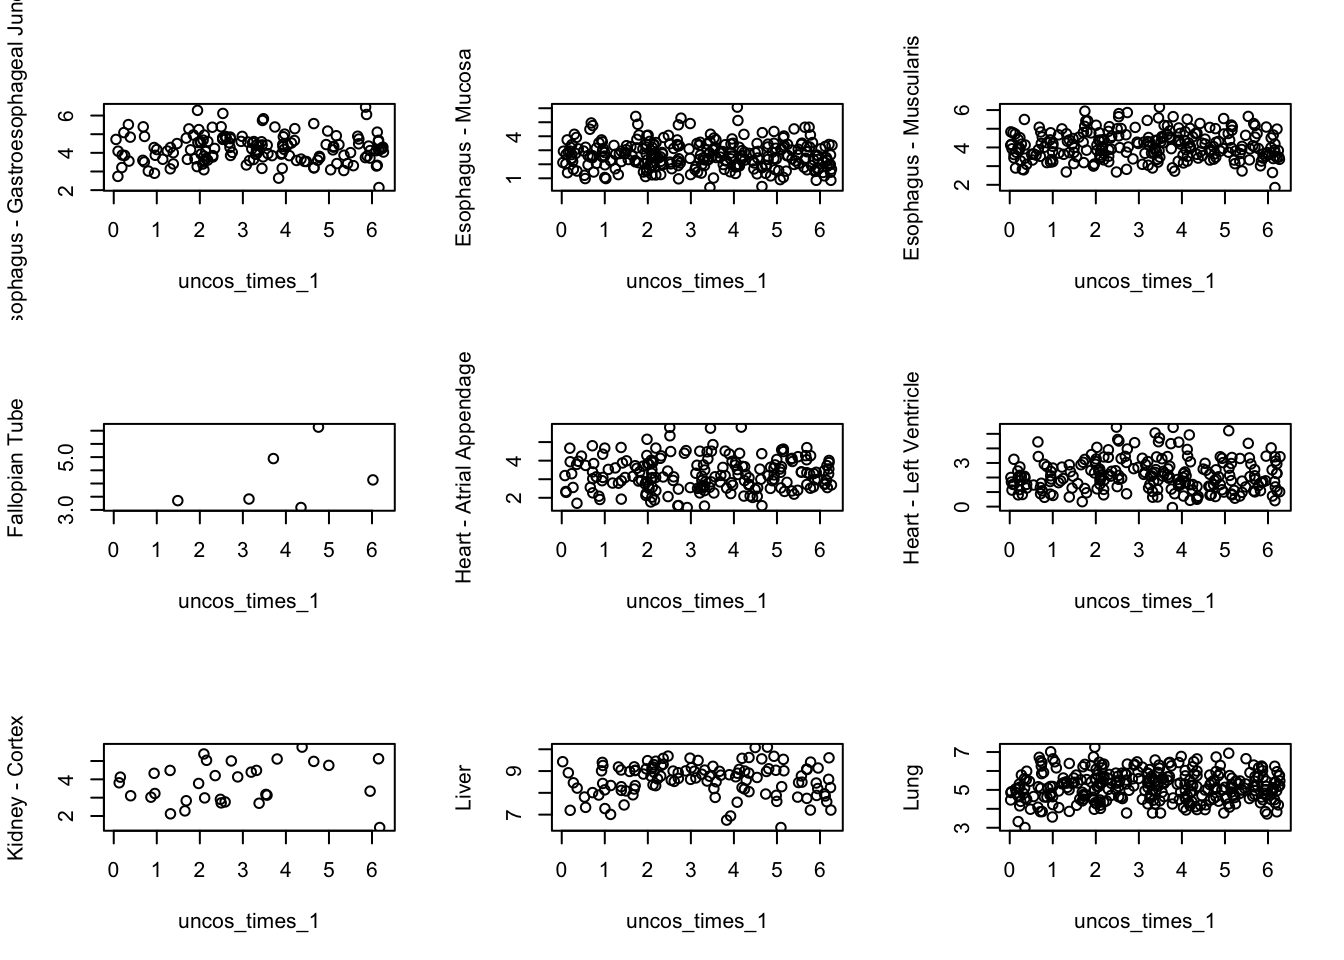 sophagus - Gastroesophageal Junc
6
4
2
0 1 2 3 4 5 6
uncos_times_1
Esophagus - Mucosa
4
1
0 1 2 3 4 5 6
uncos_times_1
Esophagus - Muscularis
6
4
2
0 1 2 3 4 5 6
uncos_times_1
Fallopian Tube
5.0
3.0
0 1 2 3 4 5 6
uncos_times_1
Heart - Atrial Appendage
4
2
0 1 2 3 4 5 6
uncos_times_1
Heart - Left Ventricle
3
0
0 1 2 3 4 5 6
uncos_times_1
Kidney - Cortex
4
2
0 1 2 3 4 5 6
uncos_times_1
Liver
9
7
0 1 2 3 4 5 6
uncos_times_1
Lung
7
5
3
0 1 2 3 4 5 6
uncos_times_1